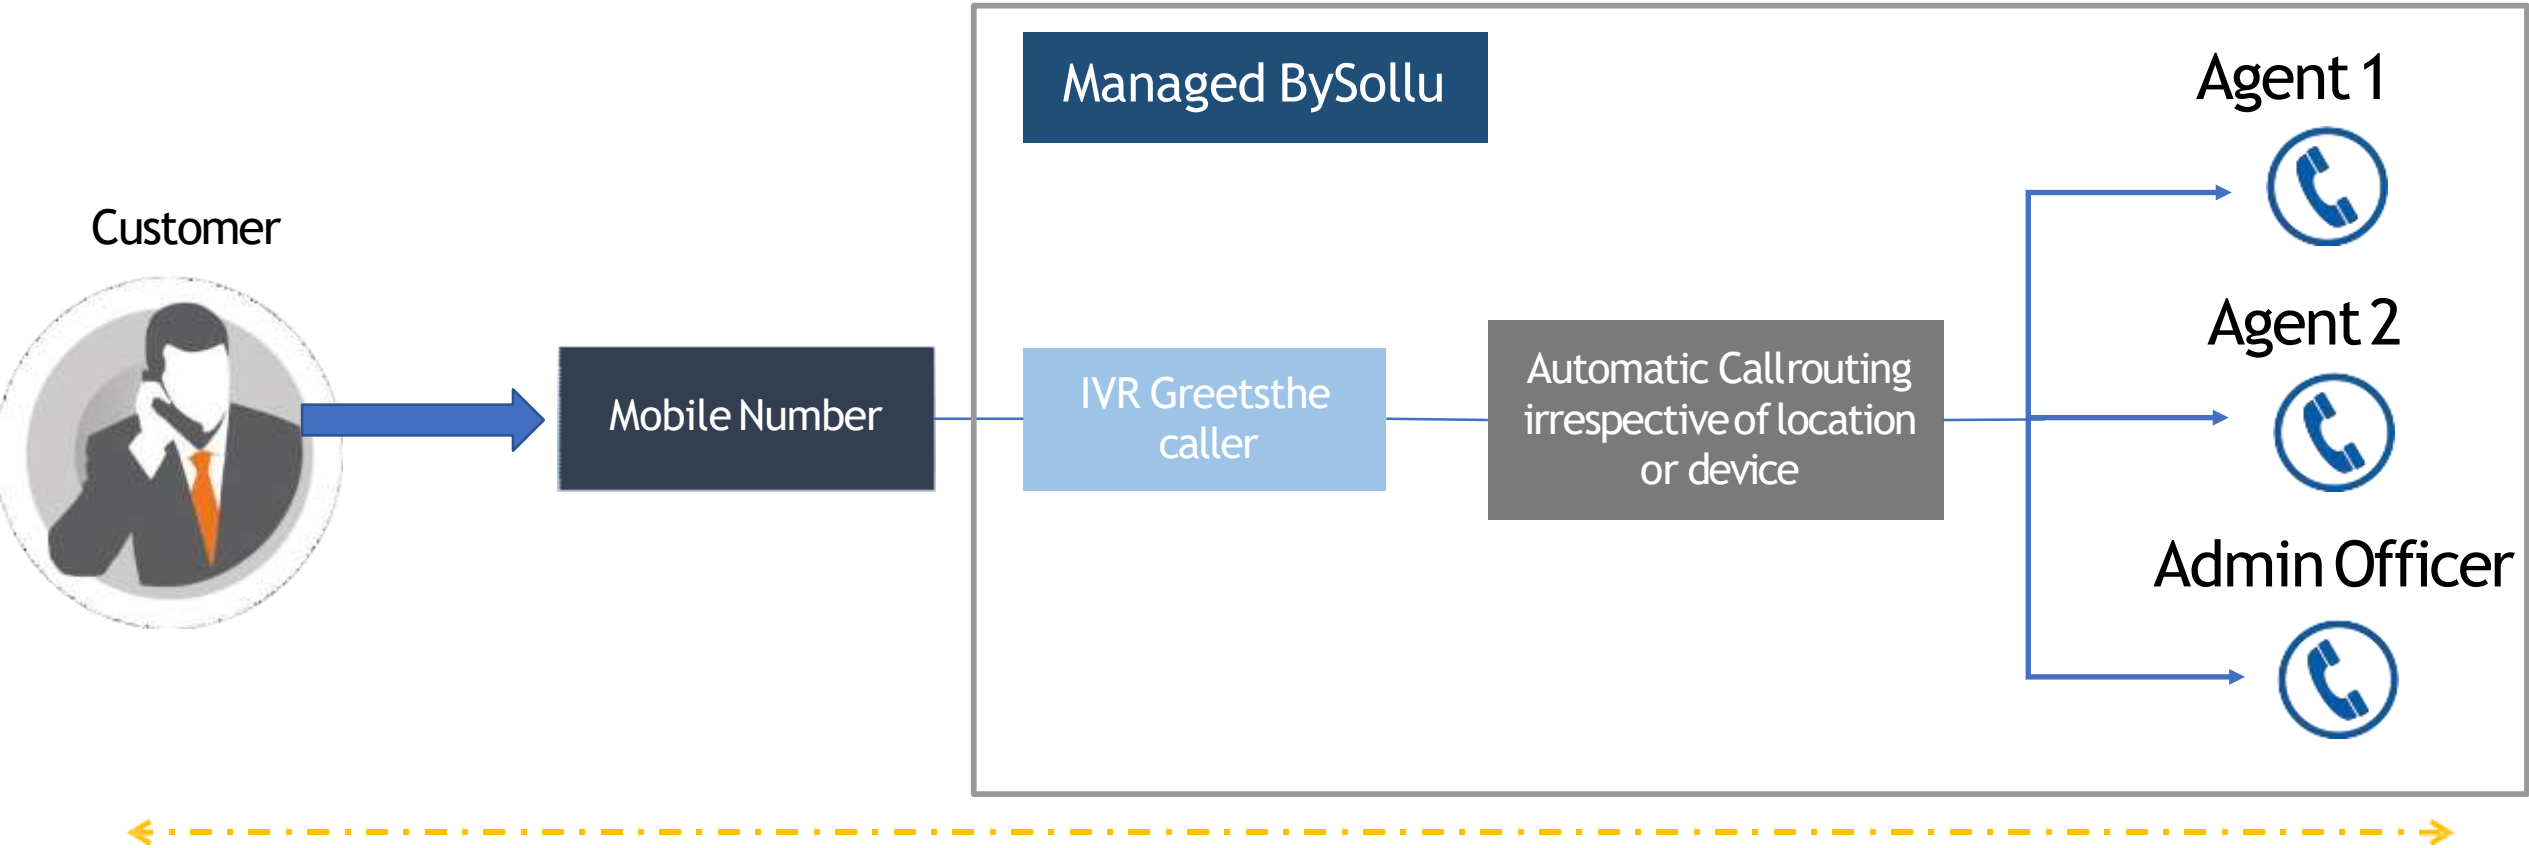 Managed BySollu
Agent 1
Customer
Agent 2
Mobile Number
IVR Greetsthe
caller
Automatic Callrouting
irrespective of location
or device
Admin Officer